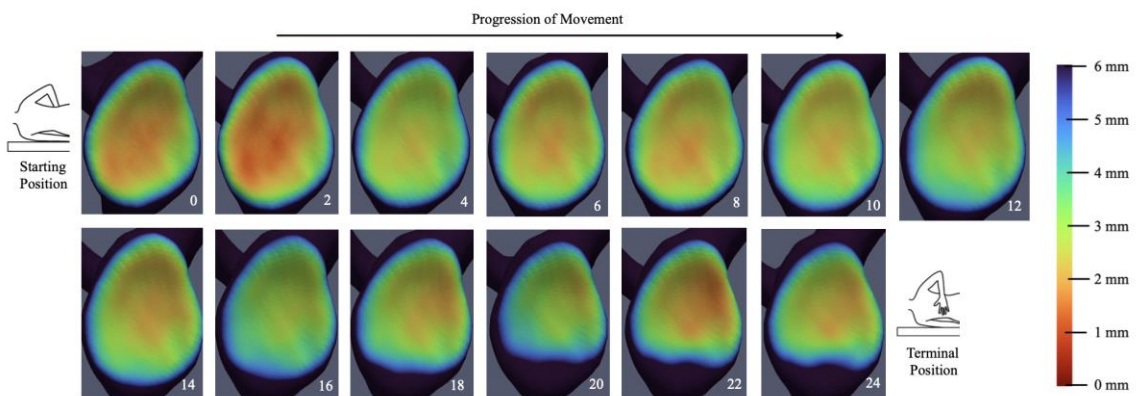 Progression of Movement
Starting
Position
0
2
4
6
8
10
12
14
16
18
20
22
24
Terminal
Position
6 mm
5 mm
4 mm
3 mm
2 mm
1 mm
0 mm